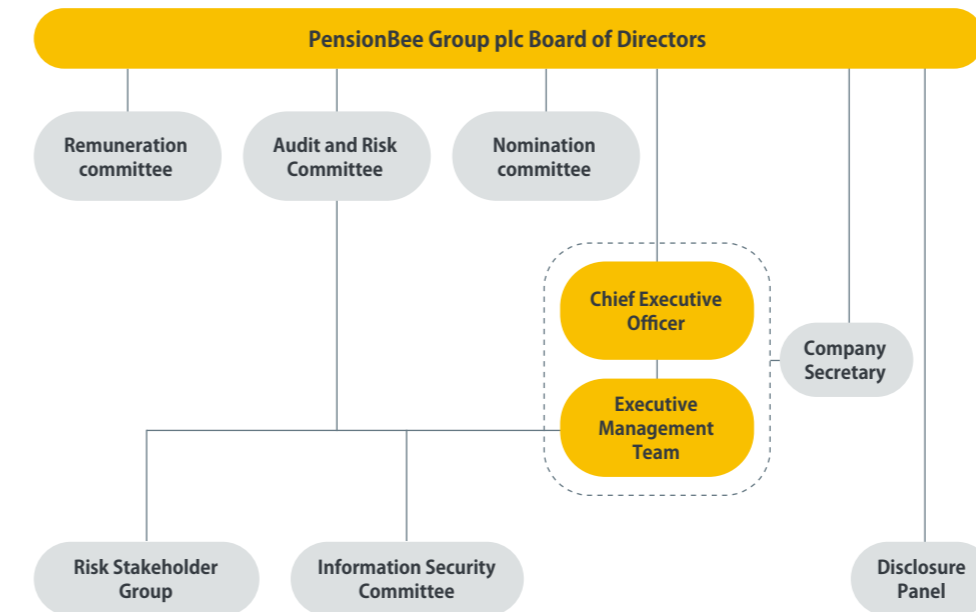 PensionBee Group plc Board of Directors
Remuneration
committee
Audit and Risk
Committee
Nomination
committee
Chief Executive
Officer
Company
Secretary
Executive
Management
Team
Risk Stakeholder
Group
Information Security
Committee
Disclosure
Panel